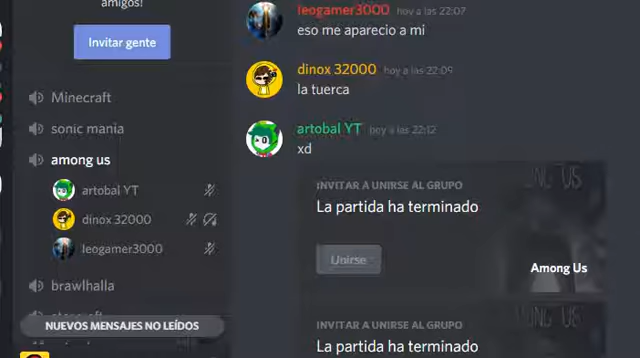 amigos!
Invitar gente
Minecraft
sonic mania
among us
artobal YT
dinox 32000
leogamer3000
brawlhalla
NUEVOS MENSAJES NO LEÍDOS
leogamer3000 hoy a las 22:07
eso me aparecio a mi
dinox 32000 hoy a las 22:09
la tuerca
artobal YT hoy a las 22:12
xd
INVITAR A UNIRSE AL GRUPO
La partida ha terminado
Unirse
Among Us
INVITAR A UNIRSE AL GRUPO
La partida ha terminado